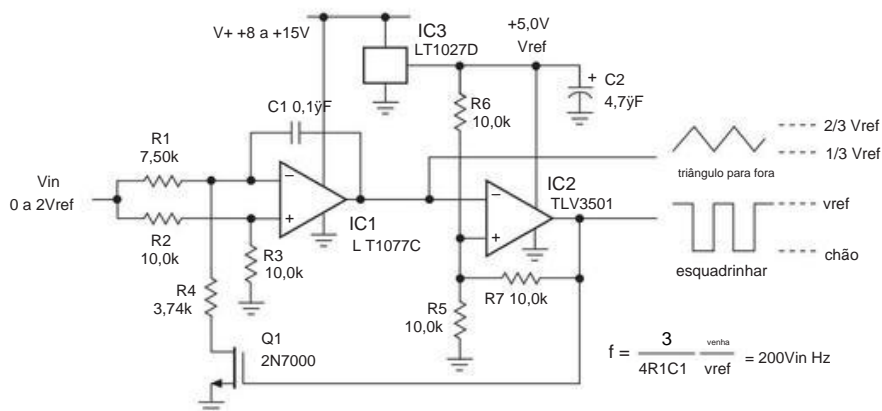 V+ +8 a +15V
IC3
LT1027D
+5,0V
Vref
C1 0,1ÿF
R6
10,0k
+ C2
4,7ÿF
R1
7,50k
2/3 Vref
1/3 Vref
triângulo para fora
Vin
0 a 2Vref
−
+
IC1
L T1077C
−
+
IC2
TLV3501
vref
chão
esquadrinhar
R2
10,0k
R3
10,0k
R4
3,74k
R5
10,0k
R7 10,0k
Q1
2N7000
f = 3 / 4R1C1 venha / vref = 200Vin Hz